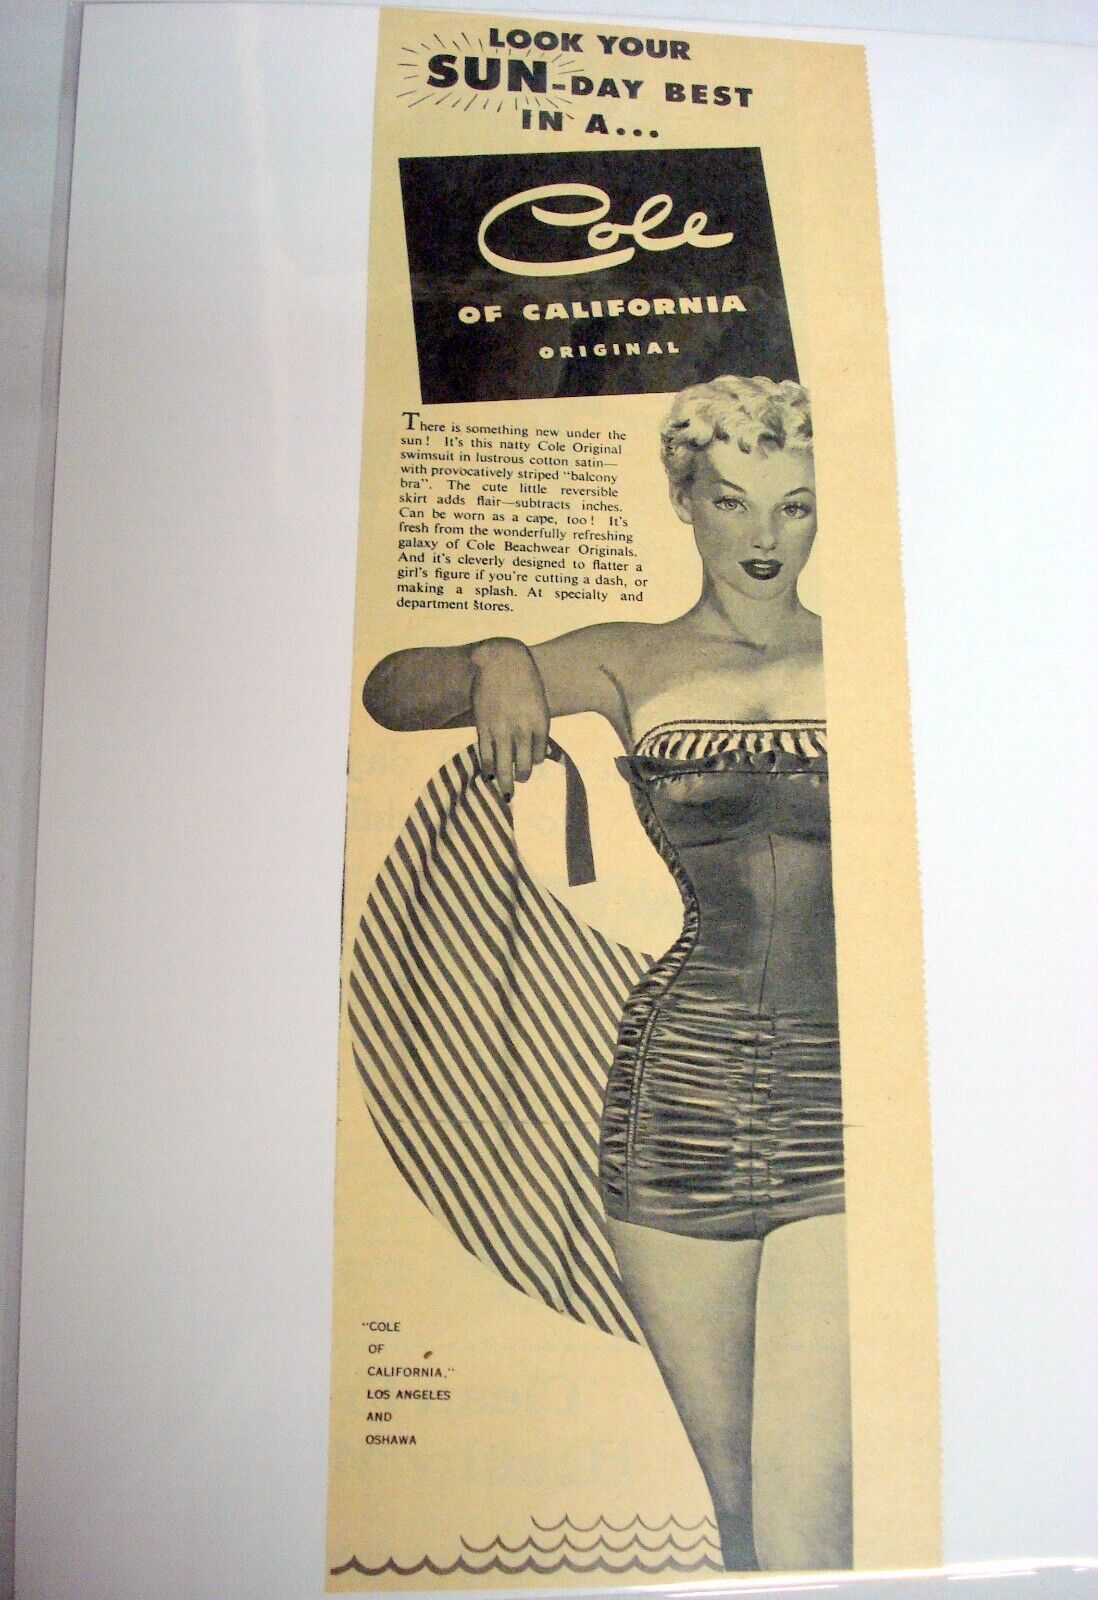 LOOK YOUR
SUN-DAY BEST
IN A...
Cole
OF CALIFORNIA
ORIGINAL
There is something new under the
sun! It's this natty Cole Original
swimsuit in lustrous cotton satin—
with provocatively striped "balcony
bra". The cute little reversible
skirt adds flair—subtracts inches.
Can be worn as a cape, too! It's
fresh from the wonderfully refreshing
galaxy of Cole Beachwear Originals.
And it's cleverly designed to flatter a
girl's figure if you're cutting a dash, or
making a splash. At specialty and
department stores.
"COLE
OF
CALIFORNIA,"
LOS ANGELES
AND
OSHAWA